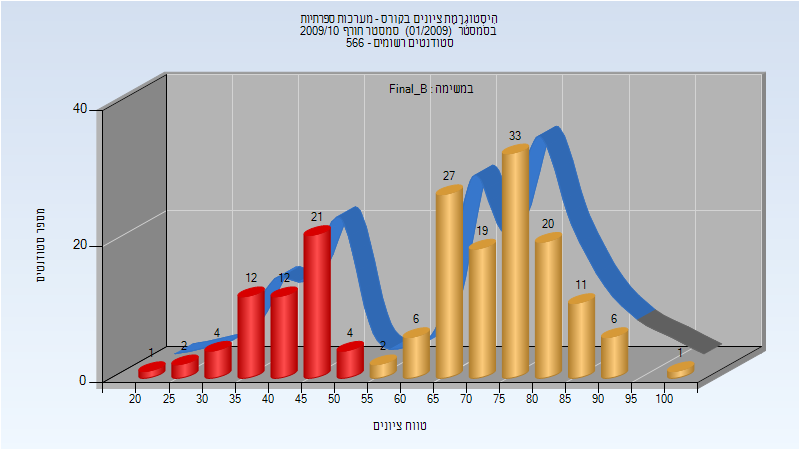 היסטוגרמת ציונים בקורס - מערכות ספרתיות
בסמסטר (01/2009) סמסטר חורף 2009/10
סטודנטים רשומים - 566
במשימה : Final_B
מספר סטודנטים
40
20
0
1
2
4
12
12
21
4
2
6
27
19
33
20
11
6
1
20 25 30 35 40 45 50 55 60 65 70 75 80 85 90 95 100
טווח ציונים